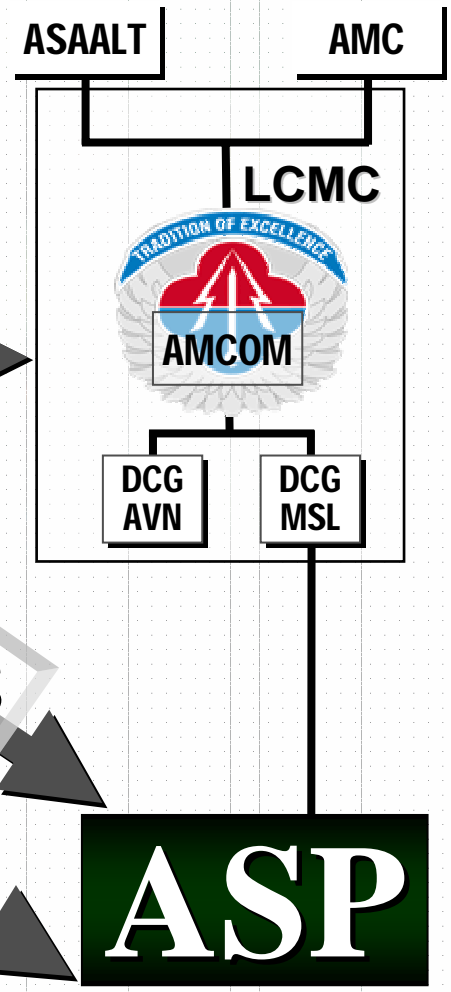 ASAALT
AMC
LCMC
TRADITION OF EXCELLENCE
AMCOM
DCG
AVN
DCG
MSL
ASP